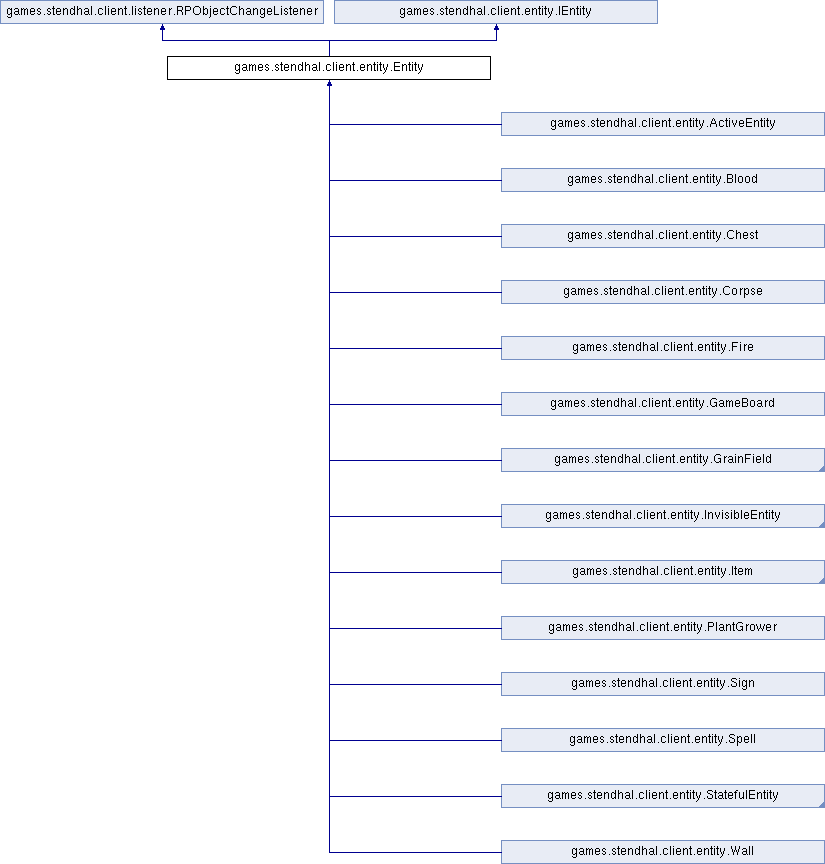 games.stendhal.client.listener.RPObjectChangeListener
games.stendhal.client.entity.IEntity
games.stendhal.client.entity.Entity
games.stendhal.client.entity.ActiveEntity
games.stendhal.client.entity.Blood
games.stendhal.client.entity.Chest
games.stendhal.client.entity.Corpse
games.stendhal.client.entity.Fire
games.stendhal.client.entity.GameBoard
games.stendhal.client.entity.GrainField
games.stendhal.client.entity.InvisibleEntity
games.stendhal.client.entity.Item
games.stendhal.client.entity.PlantGrower
games.stendhal.client.entity.Sign
games.stendhal.client.entity.Spell
games.stendhal.client.entity.StatefulEntity
games.stendhal.client.entity.Wall